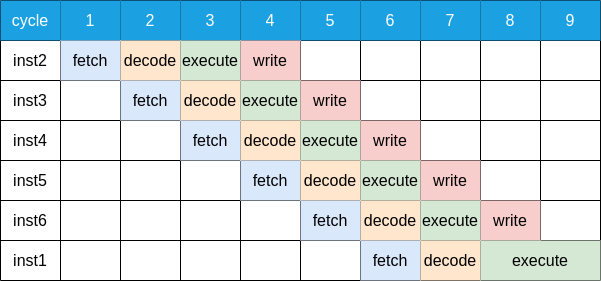 cycle 1 2 3 4 5 6 7 8 9
inst2 fetch decode execute write
inst3 fetch decode execute write
inst4 fetch decode execute write
inst5 fetch decode execute write
inst6 fetch decode execute write
inst1 fetch decode execute